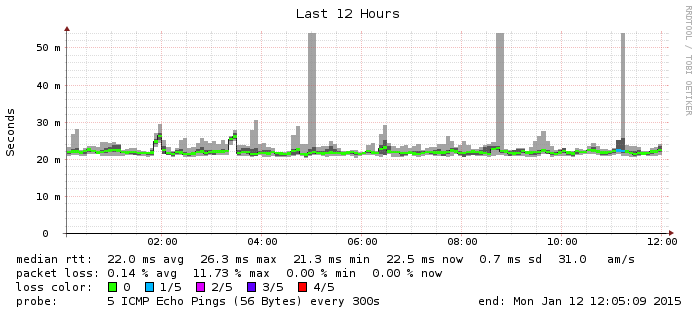 Last 12 Hours
RRDTOOL / TOBI OETIKER
Seconds
50 m
40 m
30 m
20 m
10 m
0
02:00 04:00 06:00 08:00 10:00 12:00
median rtt: 22.0 ms avg 26.3 ms max 21.3 ms min 22.5 ms now 0.7 ms sd 31.0 am/s
packet loss: 0.14 % avg 11.73 % max 0.00 % min 0.00 % now
loss color: 0 1/5 2/5 3/5 4/5
probe: 5 ICMP Echo Pings (56 Bytes) every 300s end: Mon Jan 12 12:05:09 2015